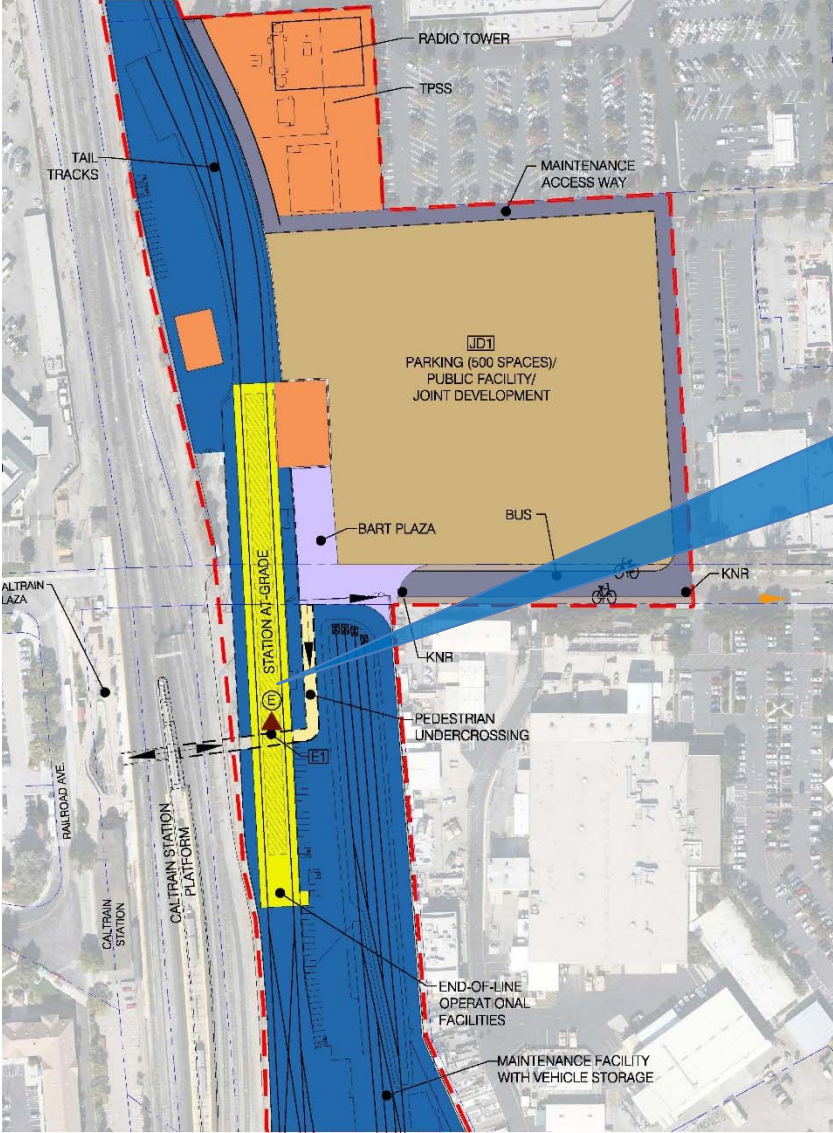 RADIO TOWER
TPSS
TAIL
TRACKS
MAINTENANCE
ACCESS WAY
JD1
PARKING (500 SPACES)/
PUBLIC FACILITY/
JOINT DEVELOPMENT
BART PLAZA
BUS
KNR
ALTRAIN
LAZA
KNR
STATION AT-GRADE
E
PEDESTRIAN
UNDERCROSSING
E1
RAILROAD AVE.
CALTRAIN STATION
PLATFORM
CALTRAIN
STATION
END-OF-LINE
OPERATIONAL
FACILITIES
MAINTENANCE FACILITY
WITH VEHICLE STORAGE